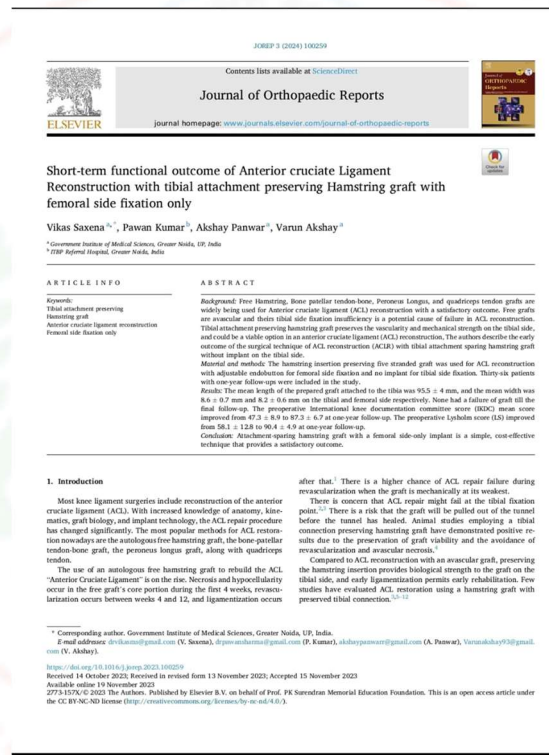 JOREP 3 (2024) 100259
Contents lists available at ScienceDirect
Journal of Orthopaedic Reports
journal homepage: www.journals.elsevier.com/journal-of-orthopaedic-reports
ELSEVIER
Journal of
ORTHOPAEDIC
Reports
Check for
updates
Short-term functional outcome of Anterior cruciate Ligament
Reconstruction with tibial attachment preserving Hamstring graft with
femoral side fixation only
Vikas Saxena a,*, Pawan Kumar b, Akshay Panwar a, Varun Akshay a
a Government Institute of Medical Sciences, Greater Noida, UP, India
b ITBP Referral Hospital, Greater Noida, India
ARTICLE INFO
Keywords:
Tibial attachment preserving
Hamstring graft
Anterior cruciate ligament reconstruction
Femoral side fixation only
ABSTRACT
Background: Free Hamstring, Bone patellar tendon-bone, Peroneus Longus, and quadriceps tendon grafts are
widely being used for Anterior cruciate ligament (ACL) reconstruction with a satisfactory outcome. Free grafts
are avascular and theirs tibial side fixation insufficiency is a potential cause of failure in ACL reconstruction.
Tibial attachment preserving hamstring graft preserves the vascularity and mechanical strength on the tibial side,
and could be a viable option in an anterior cruciate ligament (ACL) reconstruction, The authors describe the early
outcome of the surgical technique of ACL reconstruction (ACLR) with tibial attachment sparing hamstring graft
without implant on the tibial side.
Material and methods: The hamstring insertion preserving five stranded graft was used for ACL reconstruction
with adjustable endobutton for femoral side fixation and no implant for tibial side fixation. Thirty-six patients
with one-year follow-ups were included in the study.
Results: The mean length of the prepared graft attached to the tibia was 95.5 ± 4 mm, and the mean width was
8.6 ± 0.7 mm and 8.2 ± 0.6 mm on the tibial and femoral side respectively. None had a failure of graft till the
final follow-up. The preoperative International knee documentation committee score (IKDC) mean score
improved from 47.3 ± 8.9 to 87.3 ± 6.7 at one-year follow-up. The preoperative Lysholm score (LS) improved
from 58.1 ± 12.8 to 90.4 ± 4.9 at one-year follow-up.
Conclusion: Attachment-sparing hamstring graft with a femoral side-only implant is a simple, cost-effective
technique that provides a satisfactory outcome.
1. Introduction
Most knee ligament surgeries include reconstruction of the anterior
cruciate ligament (ACL). With increased knowledge of anatomy, kine-
matics, graft biology, and implant technology, the ACL repair procedure
has changed significantly. The most popular methods for ACL restora-
tion nowadays are the autologous free hamstring graft, the bone-patellar
tendon-bone graft, the peroneus longus graft, along with quadriceps
tendon.
The use of an autologous free hamstring graft to rebuild the ACL
"Anterior Cruciate Ligament" is on the rise. Necrosis and hypocellularity
occur in the free graft's core portion during the first 4 weeks, revascu-
larization occurs between weeks 4 and 12, and ligamentization occurs
after that.1 There is a higher chance of ACL repair failure during
revascularization when the graft is mechanically at its weakest.
There is concern that ACL repair might fail at the tibial fixation
point.2,3 There is a risk that the graft will be pulled out of the tunnel
before the tunnel has healed. Animal studies employing a tibial
connection preserving hamstring graft have demonstrated positive re-
sults due to the preservation of graft viability and the avoidance of
revascularization and avascular necrosis.4
Compared to ACL reconstruction with an avascular graft, preserving
the hamstring insertion provides biological strength to the graft on the
tibial side, and early ligamentization permits early rehabilitation. Few
studies have evaluated ACL restoration using a hamstring graft with
preserved tibial connection.3,5–12
* Corresponding author. Government Institute of Medical Sciences, Greater Noida, UP, India.
E-mail addresses: drvikasms@gmail.com (V. Saxena), drpawansharma@gmail.com (P. Kumar), akshaypanwarr@gmail.com (A. Panwar), Varunakshay93@gmail.
com (V. Akshay).
https://doi.org/10.1016/j.jorep.2023.100259
Received 14 October 2023; Received in revised form 13 November 2023; Accepted 15 November 2023
Available online 19 November 2023
2773-157X/© 2023 The Authors. Published by Elsevier B.V. on behalf of Prof. PK Surendran Memorial Education Foundation. This is an open access article under
the CC BY-NC-ND license (http://creativecommons.org/licenses/by-nc-nd/4.0/).